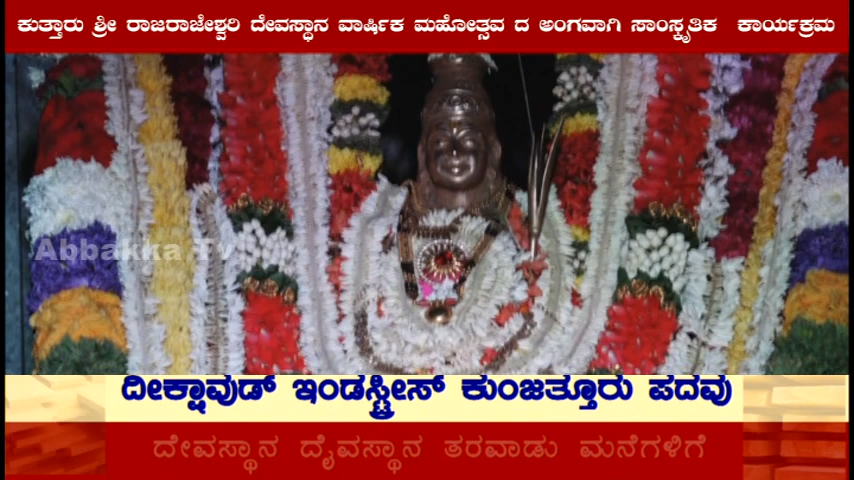 ಕುತ್ತಾರು ಶ್ರೀ ರಾಜರಾಜೇಶ್ವರಿ ದೇವಸ್ಥಾನ ವಾರ್ಷಿಕ ಮಹೋತ್ಸವ ದ ಅಂಗವಾಗಿ ಸಾಂಸ್ಕೃತಿಕ ಕಾರ್ಯಕ್ರಮ
Abbakka Tv
ದೀಕ್ಷಾವುಡ್ ಇಂಡಸ್ಟ್ರೀಸ್ ಕುಂಜತ್ತೂರು ಪದವು
ದೇವಸ್ಥಾನ ದೈವಸ್ಥಾನ ತರವಾಡು ಮನೆಗಳಿಗೆ